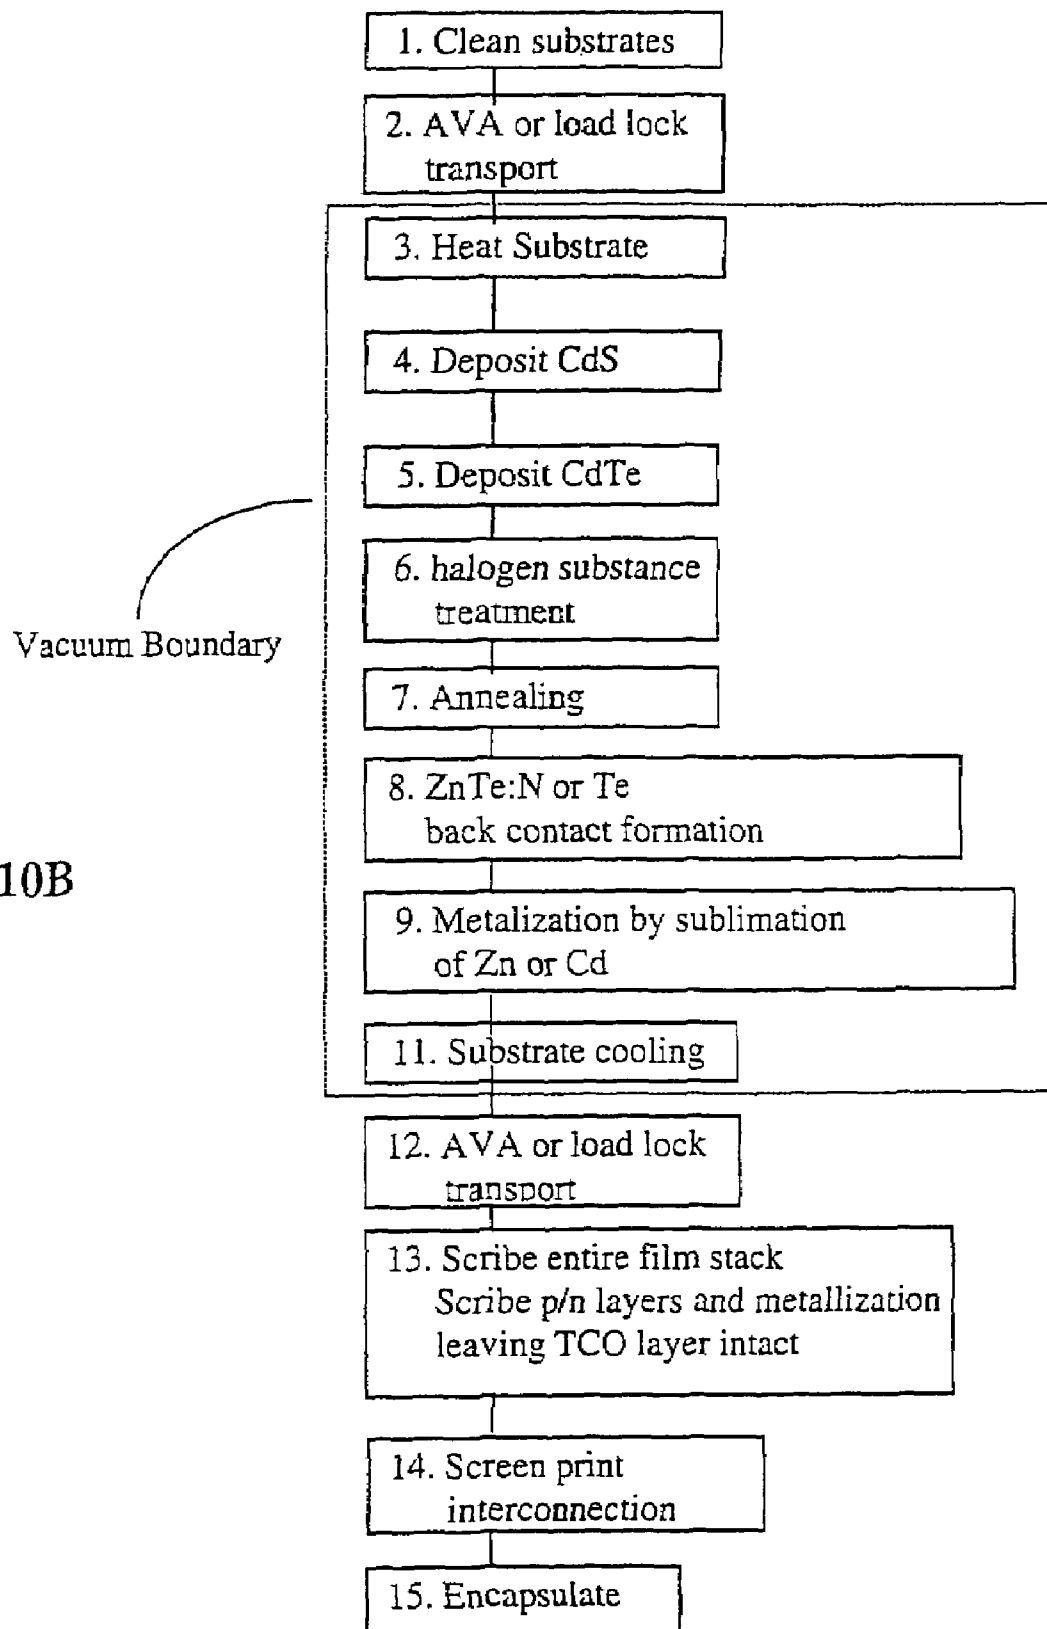 1. Clean substrates
2. AVA or load lock
transport
3. Heat Substrate
4. Deposit CdS
5. Deposit CdTe
6. halogen substance
treatment
Vacuum Boundary
7. Annealing
8. ZnTe:N or Te
back contact formation
10B
9. Metalization by sublimation
of Zn or Cd
11. Substrate cooling
12. AVA or load lock
transport
13. Scribe entire film stack
Scribe p/n layers and metallization
leaving TCO layer intact
14. Screen print
interconnection
15. Encapsulate